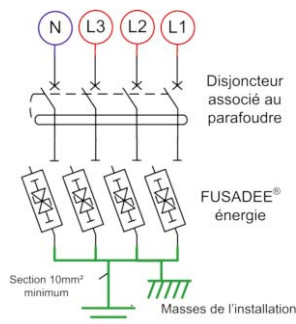 N L3 L2 L1
Disjoncteur
associé au
parafoudre
FUSADEE®
énergie
Section 10mm²
minimum
Masses de l'installation